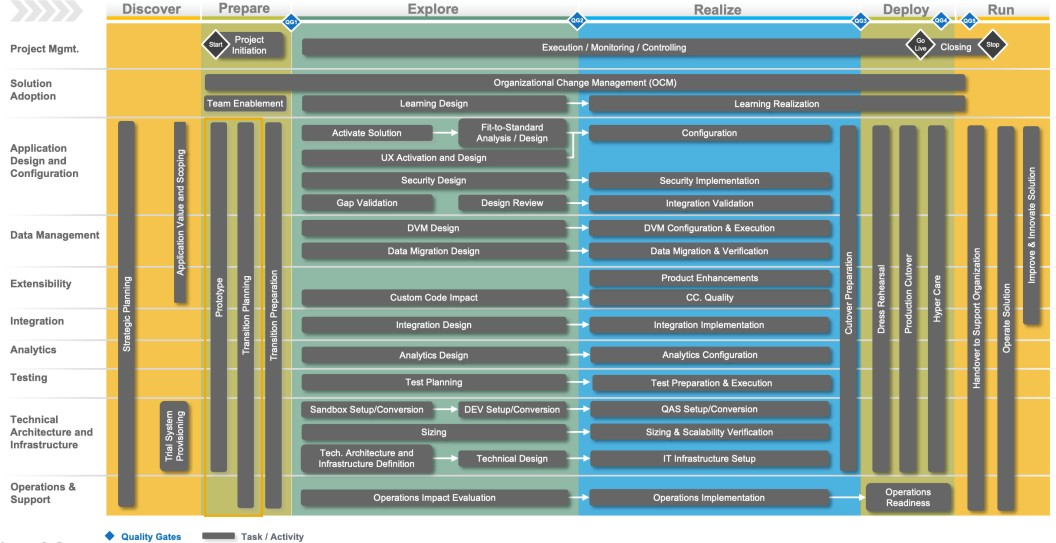 Discover
Prepare
Explore
Realize
Deploy
Run
QG1
QG2
QG3
QG4
QG5
Project Mgmt.
Start
Project
Initiation
Execution / Monitoring / Controlling
Go
Live
Closing
Stop
Solution
Adoption
Organizational Change Management (OCM)
Team Enablement
Learning Design
Learning Realization
Application
Design and
Configuration
Activate Solution
Fit-to-Standard
Analysis / Design
Configuration
UX Activation and Design
Security Design
Security Implementation
Gap Validation
Design Review
Integration Validation
Data Management
DVM Design
DVM Configuration & Execution
Data Migration Design
Data Migration & Verification
Extensibility
Product Enhancements
Custom Code Impact
CC. Quality
Integration
Integration Design
Integration Implementation
Analytics
Analytics Design
Analytics Configuration
Testing
Test Planning
Test Preparation & Execution
Technical
Architecture and
Infrastructure
Sandbox Setup/Conversion
DEV Setup/Conversion
QAS Setup/Conversion
Sizing
Sizing & Scalability Verification
Tech. Architecture and
Infrastructure Definition
Technical Design
IT Infrastructure Setup
Operations &
Support
Operations Impact Evaluation
Operations Implementation
Operations
Readiness
Strategic Planning
Application Value and Scoping
Trial System
Provisioning
Prototype
Transition Planning
Transition Preparation
Cutover Preparation
Dress Rehearsal
Production Cutover
Hyper Care
Handover to Support Organization
Operate Solution
Improve & Innovate Solution
Quality Gates
Task / Activity